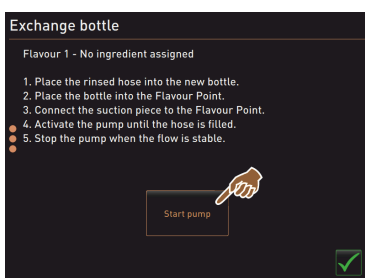 Exchange bottle
Flavour 1 - No ingredient assigned
1. Place the rinsed hose into the new bottle.
2. Place the bottle into the Flavour Point.
3. Connect the suction piece to the Flavour Point.
4. Activate the pump until the hose is filled.
5. Stop the pump when the flow is stable.
Start pump